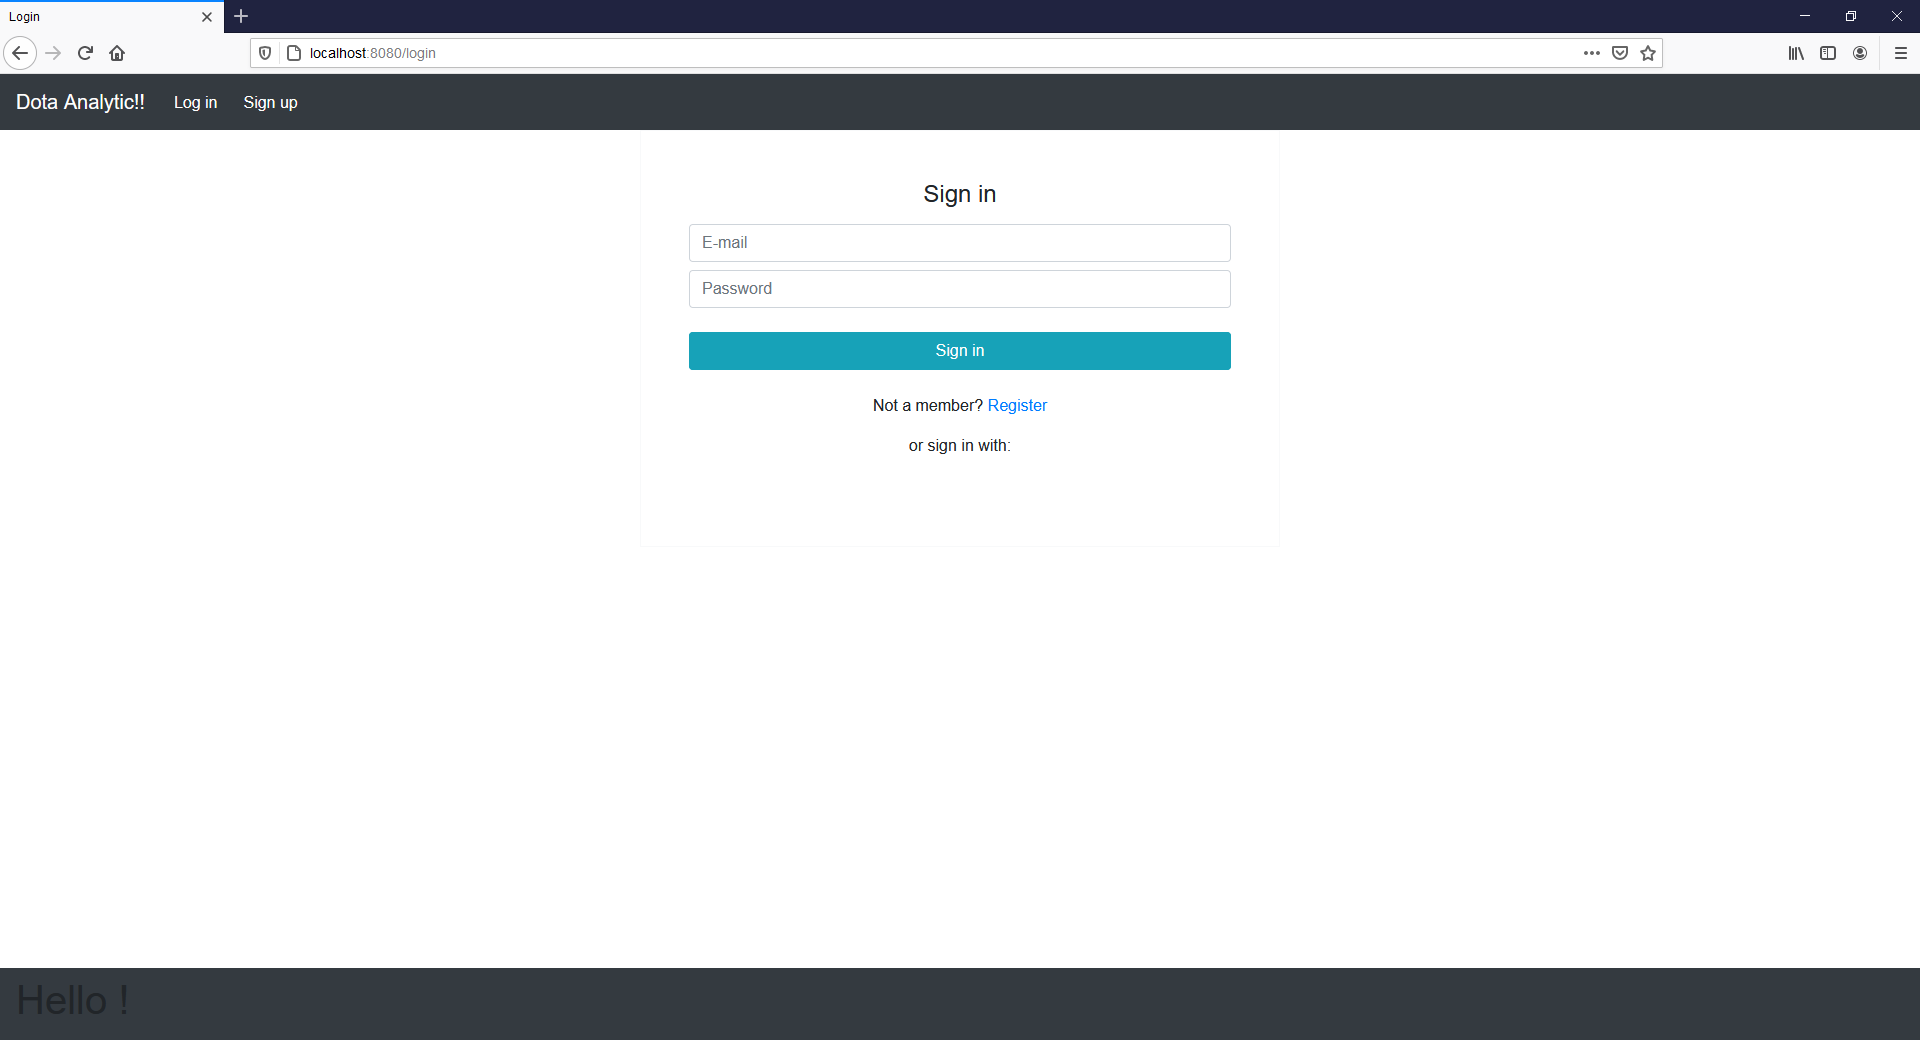 Login
localhost:8080/login
Dota Analytic!! Log in Sign up
Sign in
E-mail
Password
Sign in
Not a member? Register
or sign in with:
Hello !